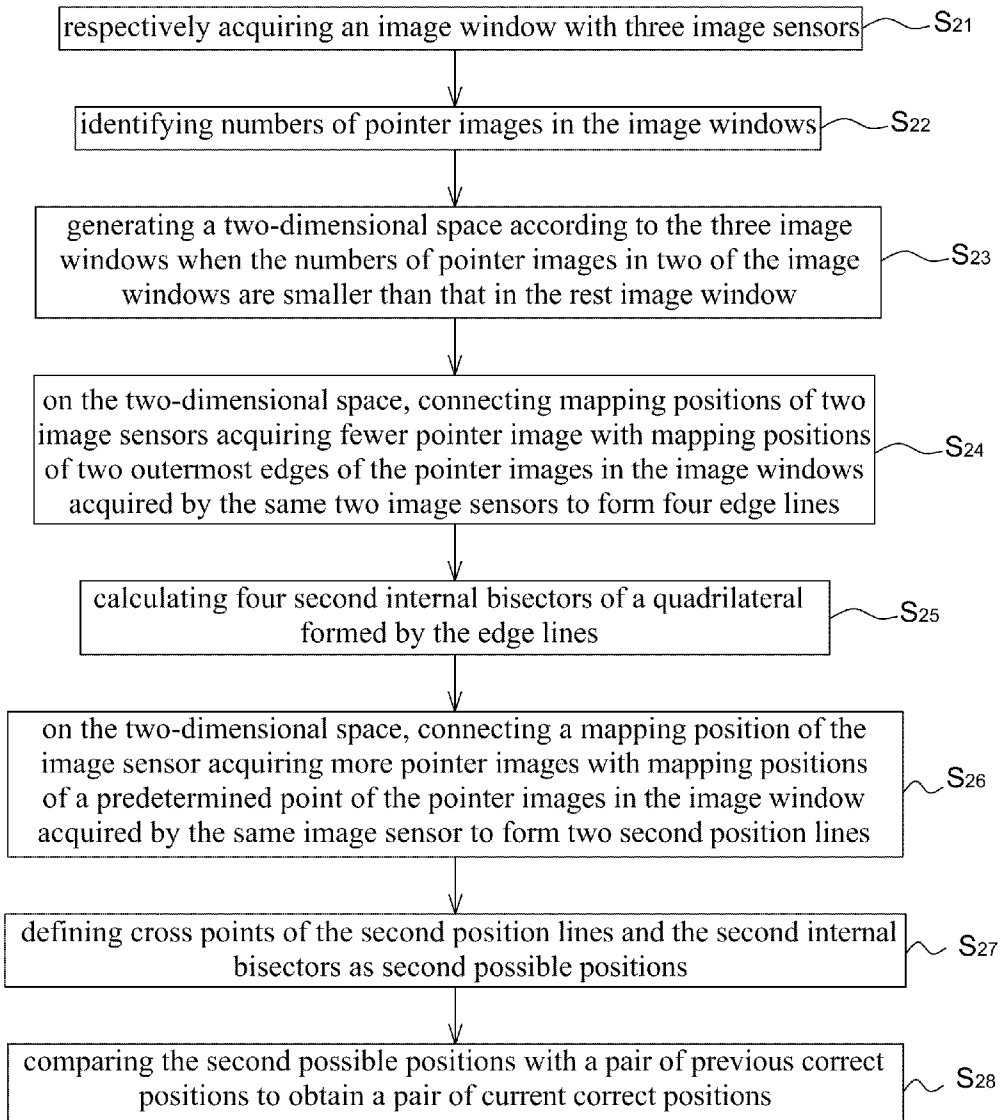 respectively acquiring an image window with three image sensors
S21
identifying numbers of pointer images in the image windows
S22
generating a two-dimensional space according to the three image
windows when the numbers of pointer images in two of the image
windows are smaller than that in the rest image window
S23
on the two-dimensional space, connecting mapping positions of two
image sensors acquiring fewer pointer image with mapping positions
of two outermost edges of the pointer images in the image windows
acquired by the same two image sensors to form four edge lines
S24
calculating four second internal bisectors of a quadrilateral
formed by the edge lines
S25
on the two-dimensional space, connecting a mapping position of the
image sensor acquiring more pointer images with mapping positions
of a predetermined point of the pointer images in the image window
acquired by the same image sensor to form two second position lines
S26
defining cross points of the second position lines and the second internal
bisectors as second possible positions
S27
comparing the second possible positions with a pair of previous correct
positions to obtain a pair of current correct positions
S28